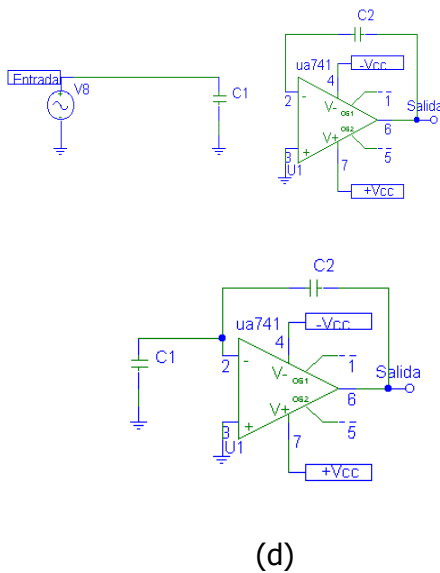 C2
ua741
-Vcc
4
1
Entrada
V8
C1
2
-
V-
OS1
Salida
6
OS2
V+
3
+
7
5
U1
+Vcc
C2
ua741
-Vcc
4
C1
1
2
-
V-
OS1
Salida
6
OS2
V+
3
+
5
U1
7
+Vcc
(d)